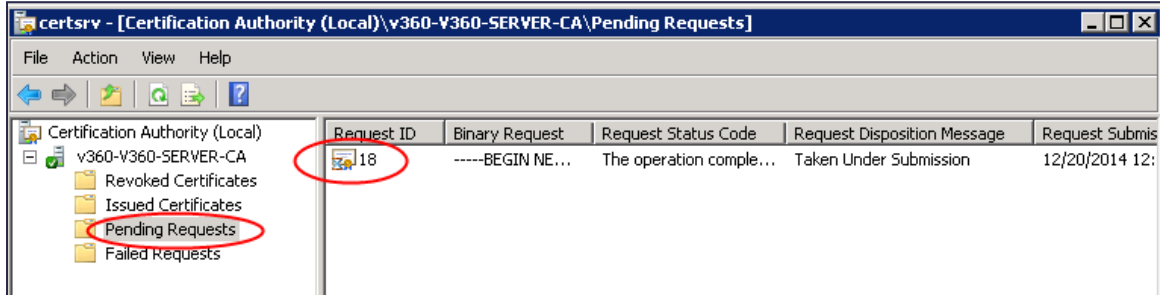 certsrv - [Certification Authority (Local)\v360-V360-SERVER-CA\Pending Requests]
File Action View Help
Certification Authority (Local)
v360-V360-SERVER-CA
Revoked Certificates
Issued Certificates
Pending Requests
Failed Requests
Request ID Binary Request Request Status Code Request Disposition Message Request Submis
18 -----BEGIN NE... The operation comple... Taken Under Submission 12/20/2014 12: